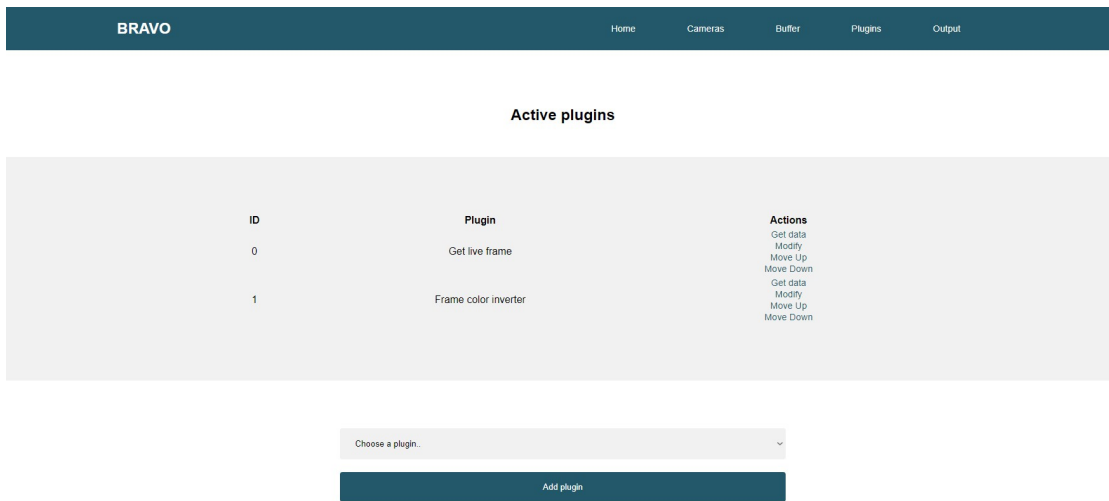 BRAVO Home Cameras Buffer Plugins Output
Active plugins
ID Plugin Actions
0 Get live frame Get data
Modify
Move Up
Move Down
1 Frame color inverter Get data
Modify
Move Up
Move Down
Choose a plugin..
Add plugin